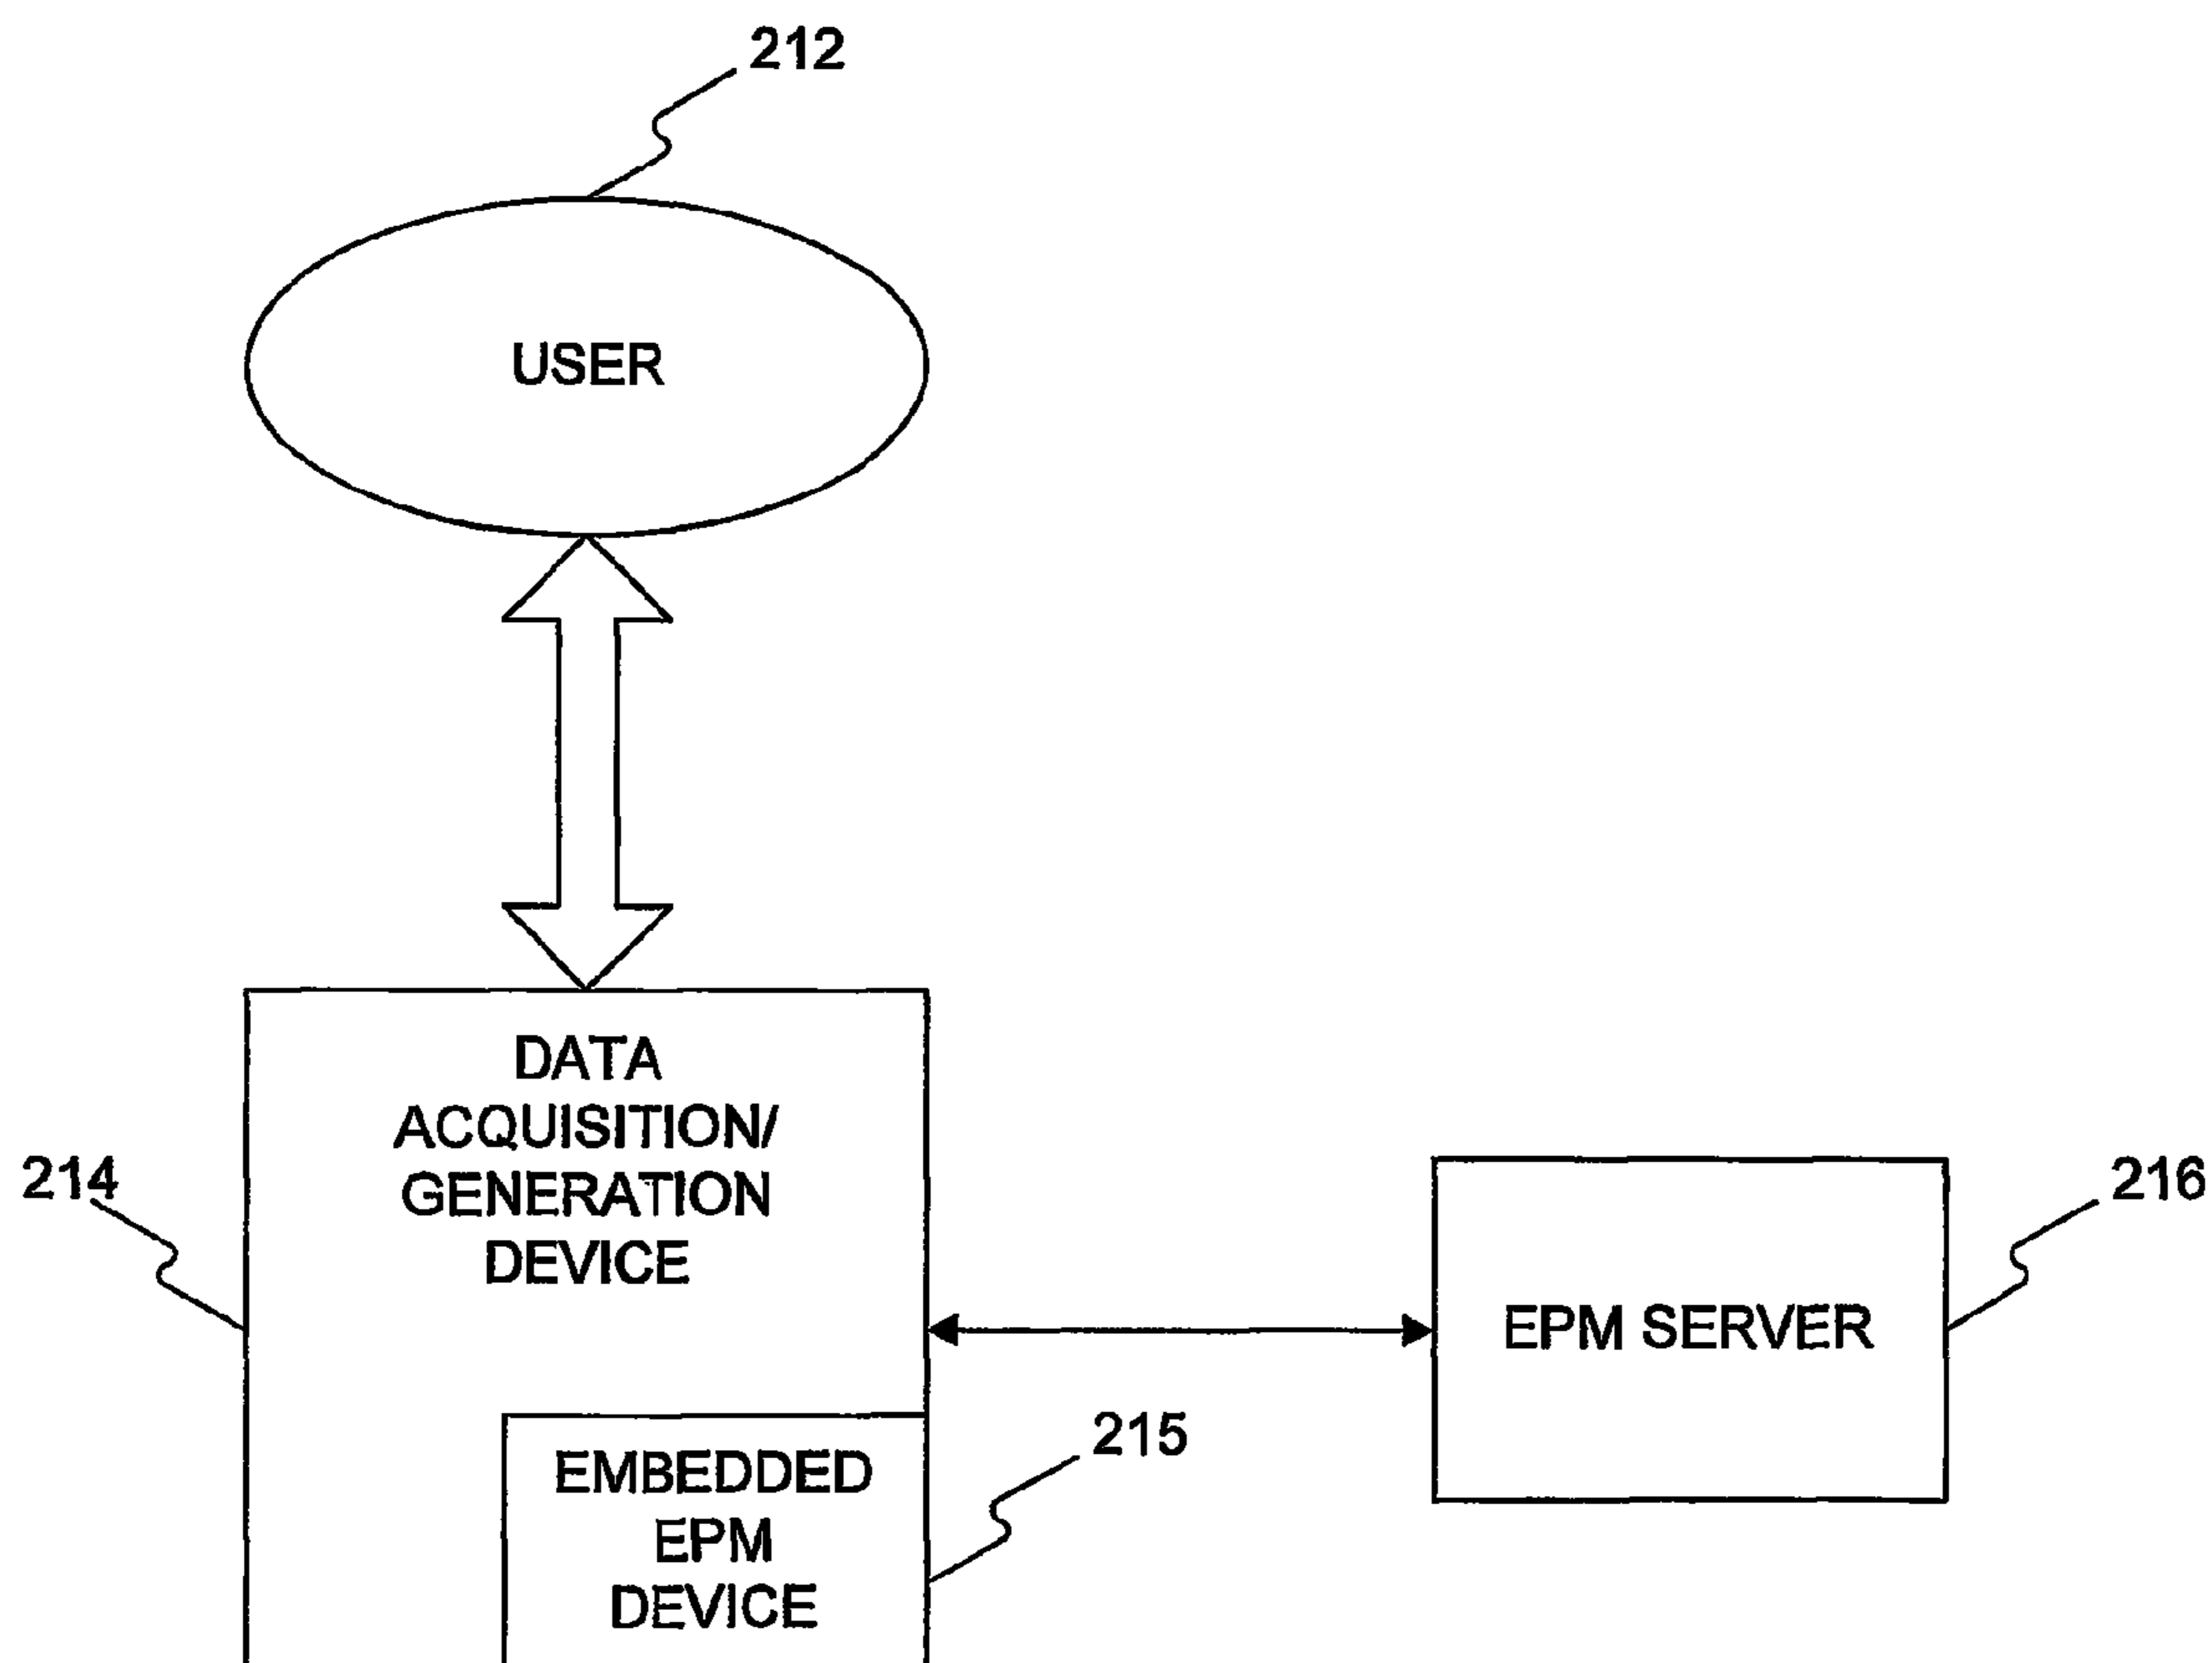 212
USER
DATA
ACQUISITION/
GENERATION
DEVICE
214
216
EPM SERVER
215
EMBEDDED
EPM
DEVICE